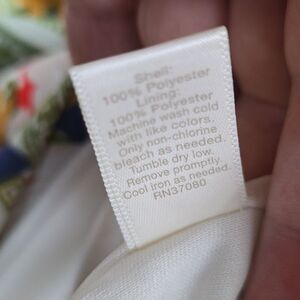 Shell:
100% Polyester
Lining:
100% Polyester
Machine wash cold
with like colors.
Only non-chlorine
bleach as needed.
Tumble dry low.
Remove promptly.
Cool iron as needed.
RN37080